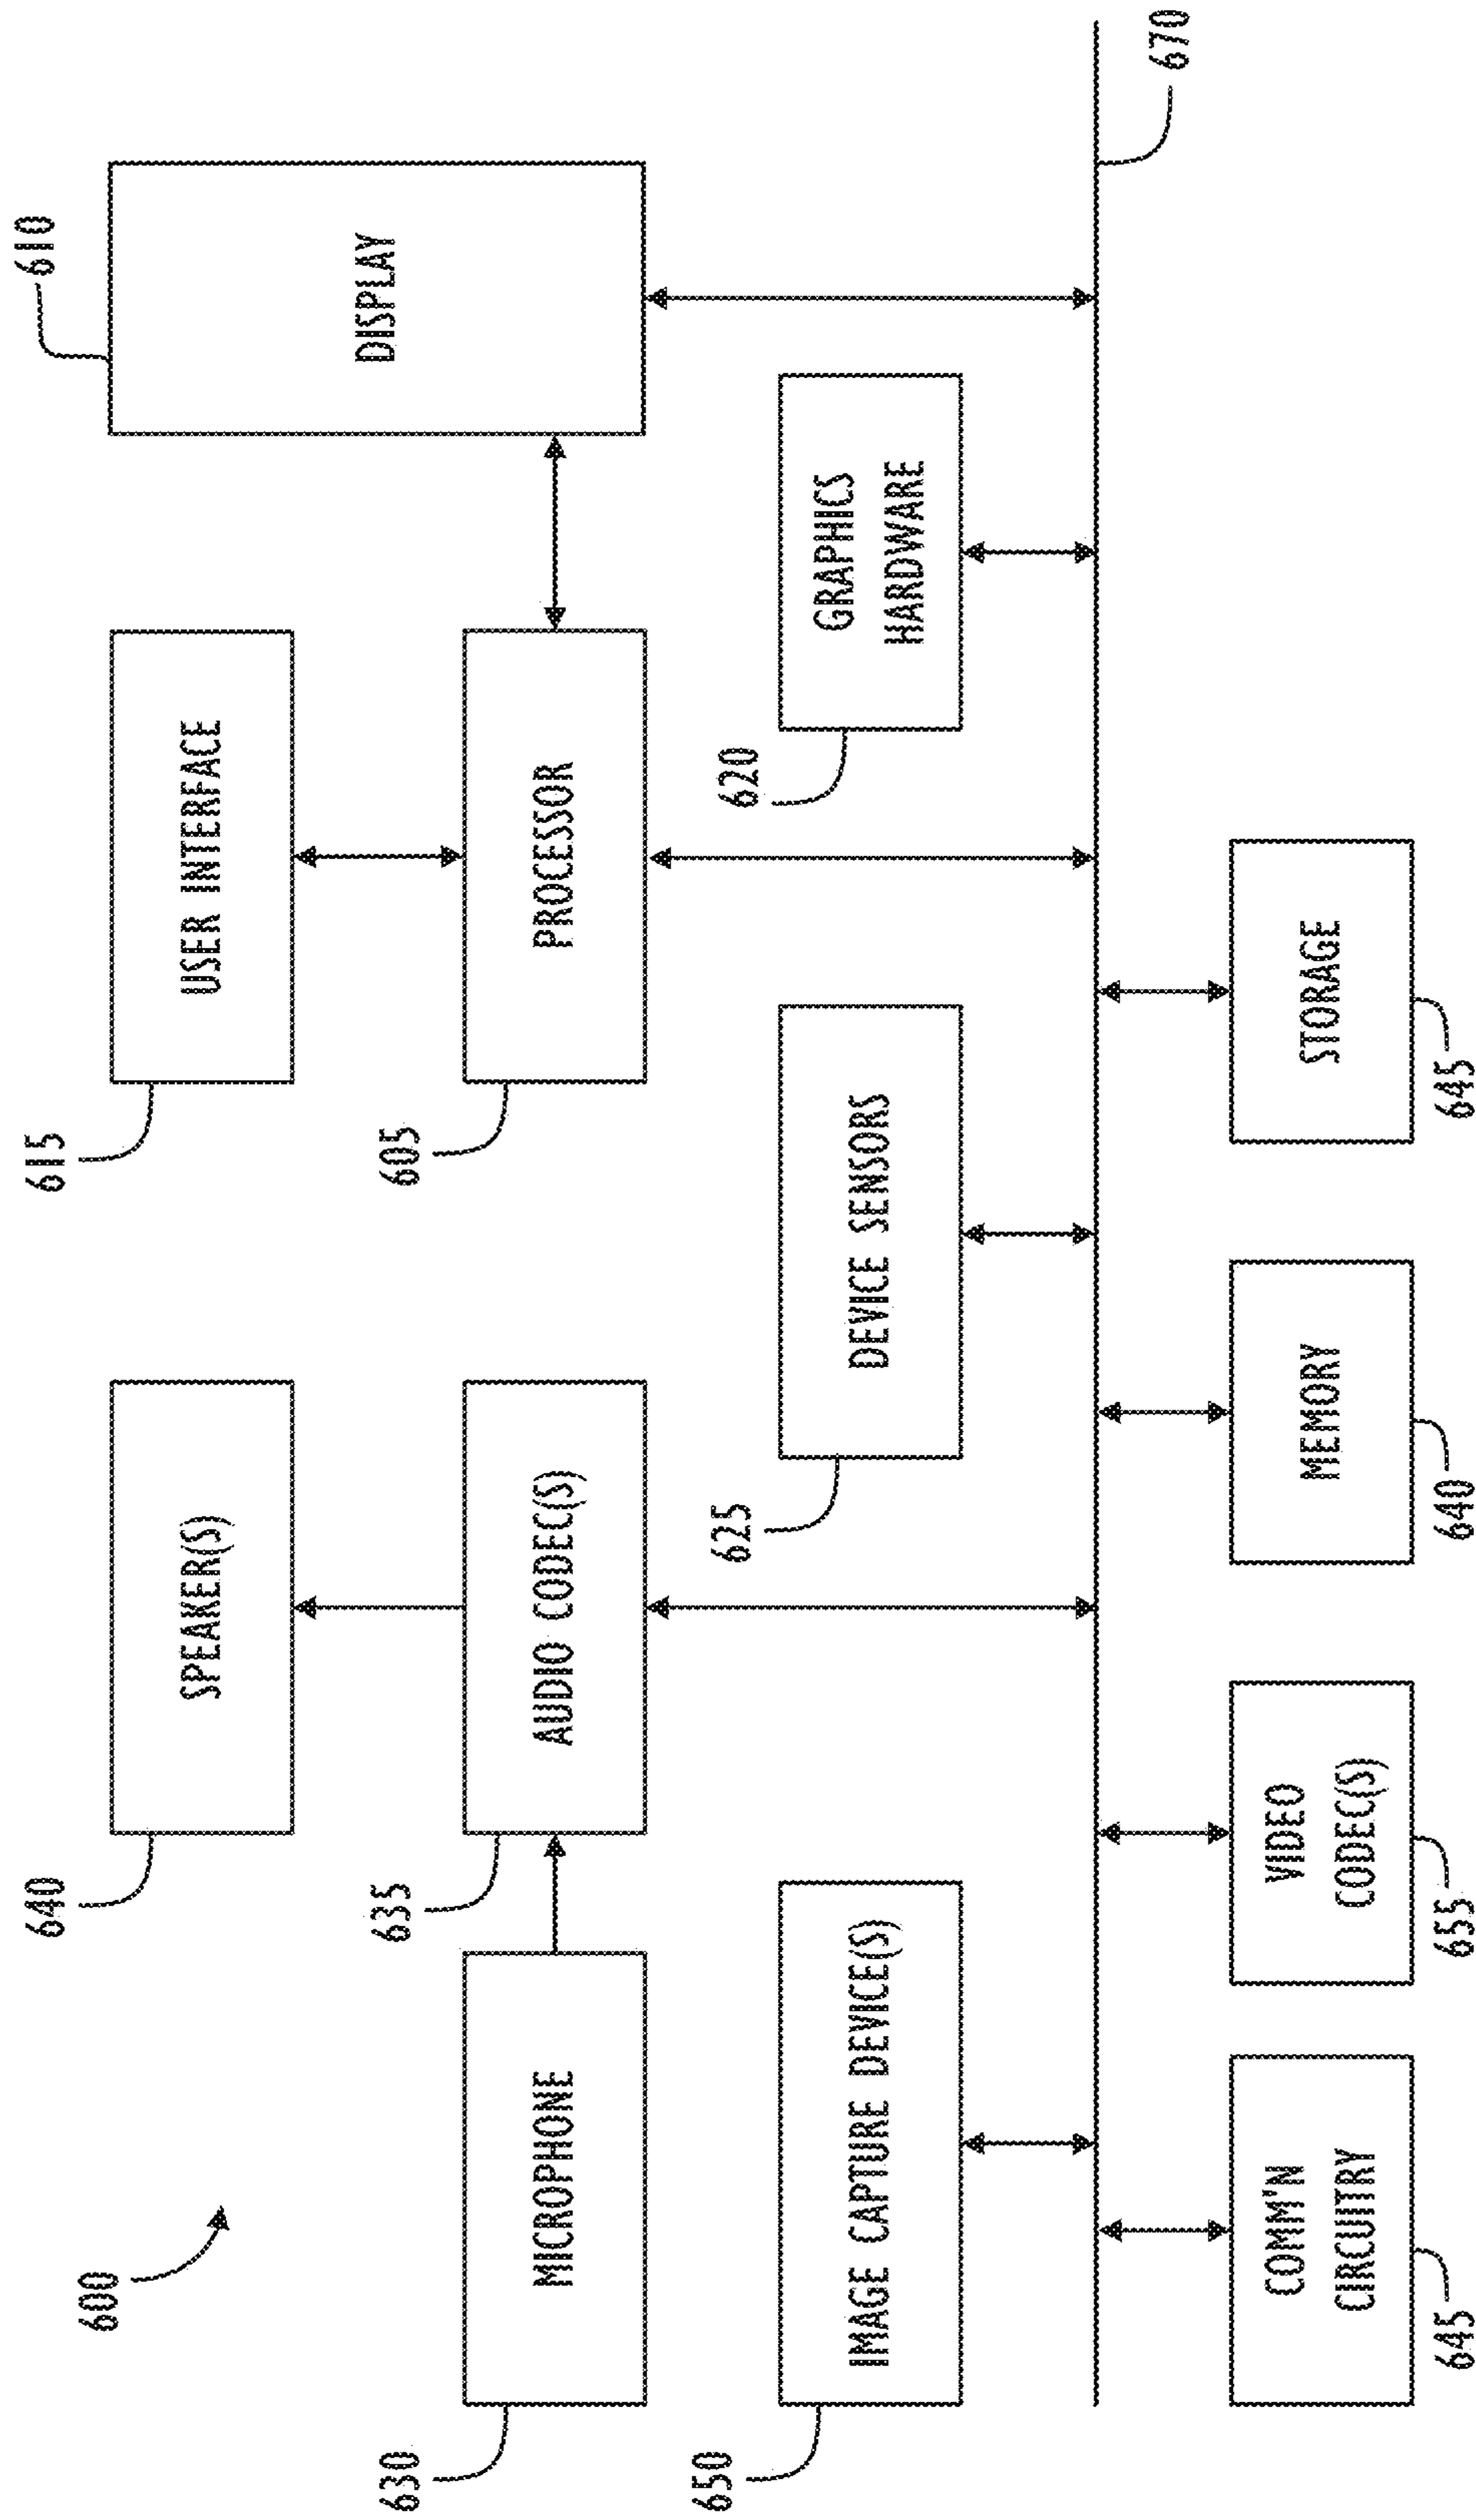 600
640
SPEAKER(S)
615
USER INTERFACE
610
DISPLAY
630
MICROPHONE
635
AUDIO CODEC(S)
605
PROCESSOR
650
IMAGE CAPTURE DEVICE(S)
625
DEVICE SENSORS
620
GRAPHICS
HARDWARE
670
COMM'N
CIRCUITRY
645
VIDEO
CODEC(S)
655
MEMORY
640
STORAGE
645